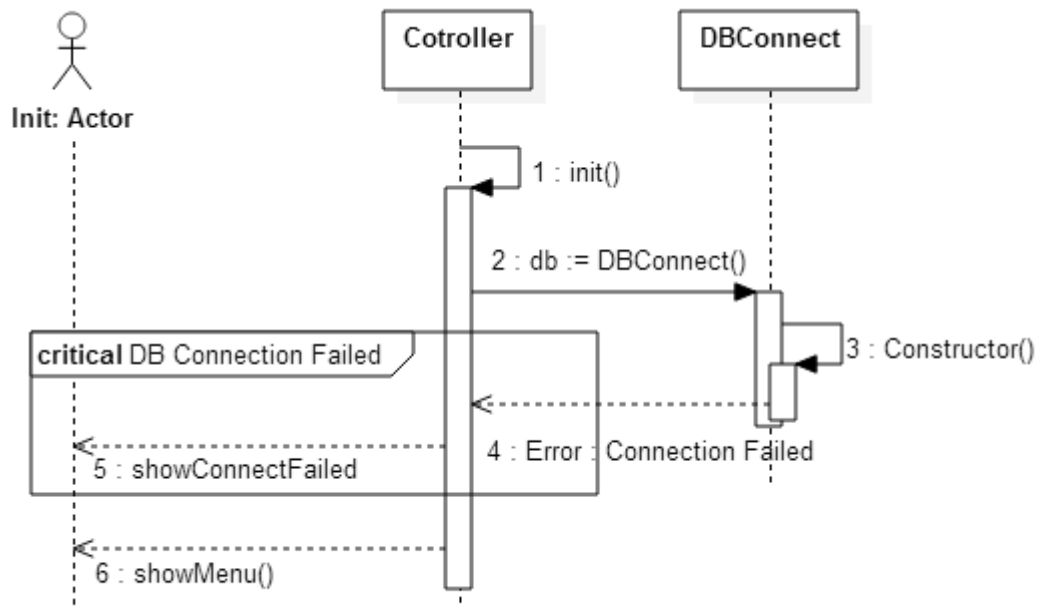 Cotroller
DBConnect
Init: Actor
1 : init()
2 : db := DBConnect()
critical DB Connection Failed
3 : Constructor()
4 : Error : Connection Failed
5 : showConnectFailed
6 : showMenu()